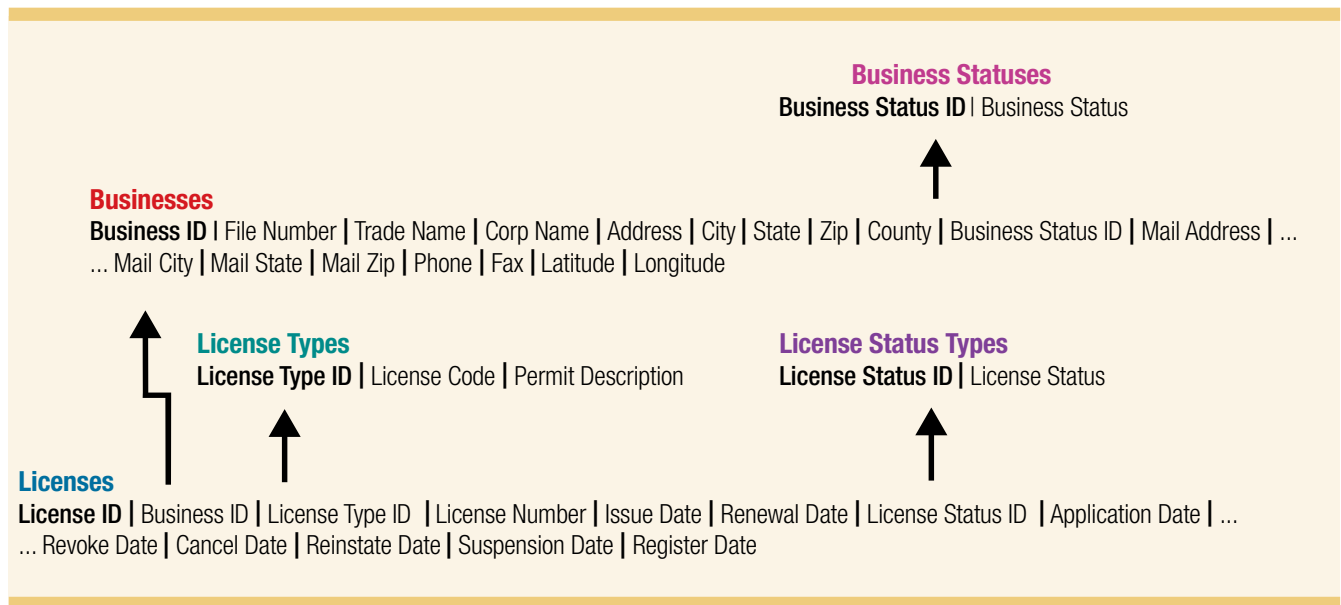 Business Statuses
Business Status ID | Business Status
Businesses
Business ID | File Number | Trade Name | Corp Name | Address | City | State | Zip | County | Business Status ID | Mail Address | ...
... Mail City | Mail State | Mail Zip | Phone | Fax | Latitude | Longitude
License Types
License Type ID | License Code | Permit Description
License Status Types
License Status ID | License Status
Licenses
License ID | Business ID | License Type ID | License Number | Issue Date | Renewal Date | License Status ID | Application Date | ...
... Revoke Date | Cancel Date | Reinstate Date | Suspension Date | Register Date